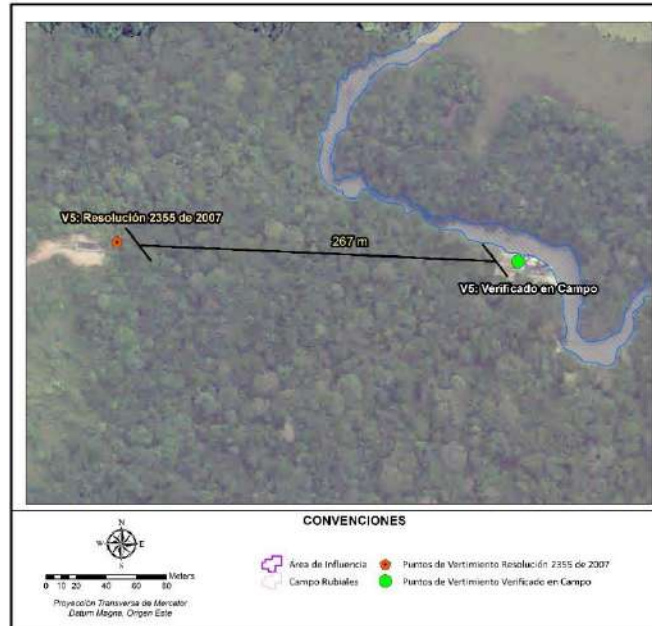 V5: Resolución 2355 de 2007
267 m
V5: Verificado en Campo
CONVENCIONES
N
W E
S
0 10 20 40 60 80 Meters
Proyección Transversa de Mercator
Datum Magna, Origen Este
Área de Influencia
Puntos de Vertimiento Resolución 2355 de 2007
Campo Rubiales
Puntos de Vertimiento Verificado en Campo